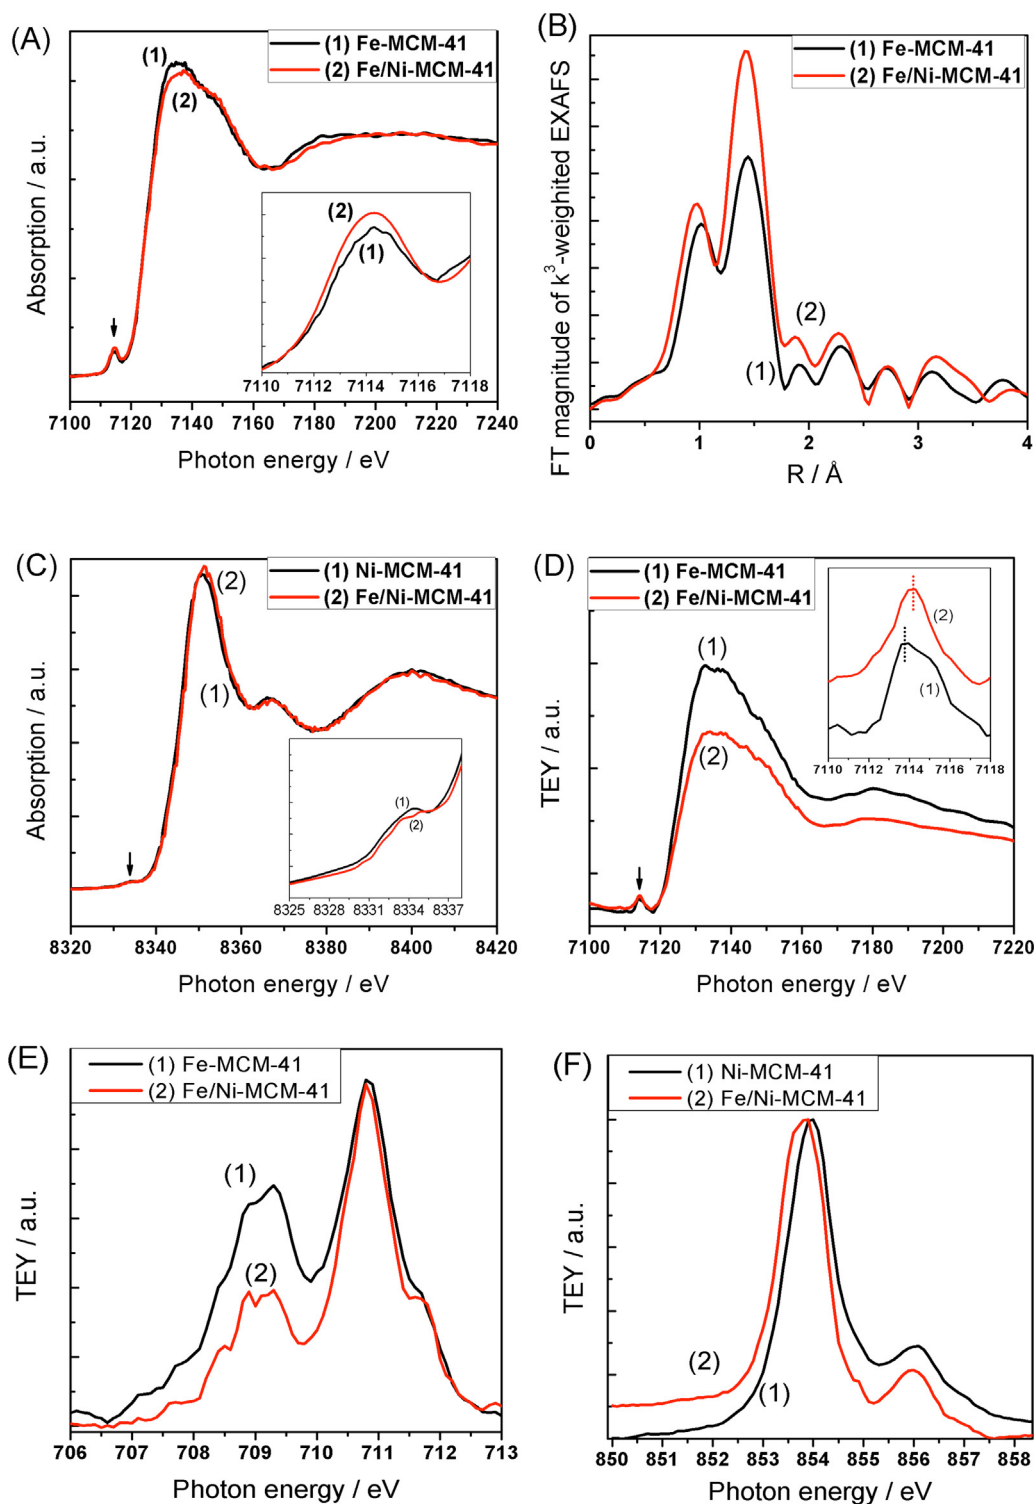 (A)
(1) Fe-MCM-41
(2) Fe/Ni-MCM-41
(1)
(2)
Absorption / a.u.
(2)
(1)
7110 7112 7114 7116 7118
7100 7120 7140 7160 7180 7200 7220 7240
Photon energy / eV
(B)
(1) Fe-MCM-41
(2) Fe/Ni-MCM-41
FT magnitude of k³-weighited EXAFS
(2)
(1)
0 1 2 3 4
R / Å
(C)
(1) Ni-MCM-41
(2) Fe/Ni-MCM-41
(2)
(1)
Absorption / a.u.
(1)
(2)
8325 8328 8331 8334 8337
8320 8340 8360 8380 8400 8420
Photon energy / eV
(D)
(1) Fe-MCM-41
(2) Fe/Ni-MCM-41
(1)
(2)
TEY / a.u.
(2)
(1)
7110 7112 7114 7116 7118
7100 7120 7140 7160 7180 7200 7220
Photon energy / eV
(E)
(1) Fe-MCM-41
(2) Fe/Ni-MCM-41
(1)
(2)
TEY / a.u.
706 707 708 709 710 711 712 713
Photon energy / eV
(F)
(1) Ni-MCM-41
(2) Fe/Ni-MCM-41
TEY / a.u.
(2)
(1)
850 851 852 853 854 855 856 857 858
Photon energy / eV